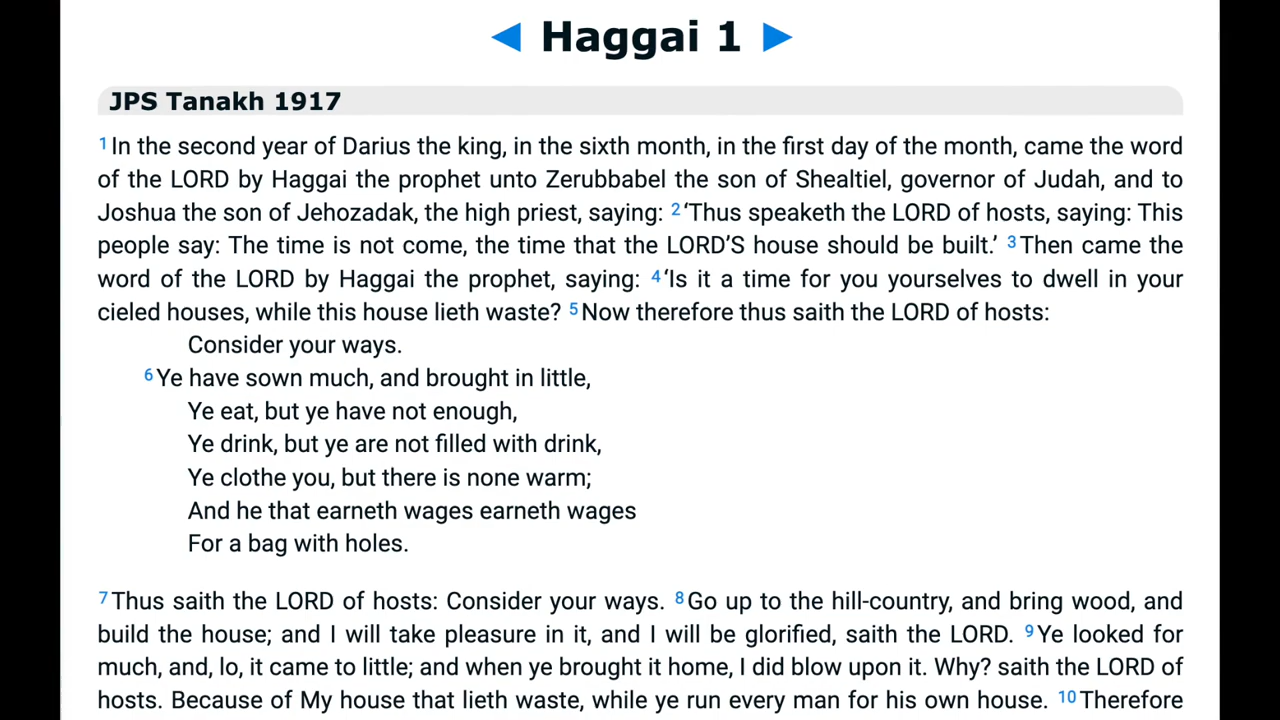 ◄ Haggai 1 ►
JPS Tanakh 1917
1 In the second year of Darius the king, in the sixth month, in the first day of the month, came the word
of the LORD by Haggai the prophet unto Zerubbabel the son of Shealtiel, governor of Judah, and to
Joshua the son of Jehozadak, the high priest, saying: 2 ‘Thus speaketh the LORD of hosts, saying: This
people say: The time is not come, the time that the LORD’S house should be built.’ 3 Then came the
word of the LORD by Haggai the prophet, saying: 4 ‘Is it a time for you yourselves to dwell in your
cieled houses, while this house lieth waste? 5 Now therefore thus saith the LORD of hosts:
Consider your ways.
6 Ye have sown much, and brought in little,
Ye eat, but ye have not enough,
Ye drink, but ye are not filled with drink,
Ye clothe you, but there is none warm;
And he that earneth wages earneth wages
For a bag with holes.
7 Thus saith the LORD of hosts: Consider your ways. 8 Go up to the hill-country, and bring wood, and
build the house; and I will take pleasure in it, and I will be glorified, saith the LORD. 9 Ye looked for
much, and, lo, it came to little; and when ye brought it home, I did blow upon it. Why? saith the LORD of
hosts. Because of My house that lieth waste, while ye run every man for his own house. 10 Therefore